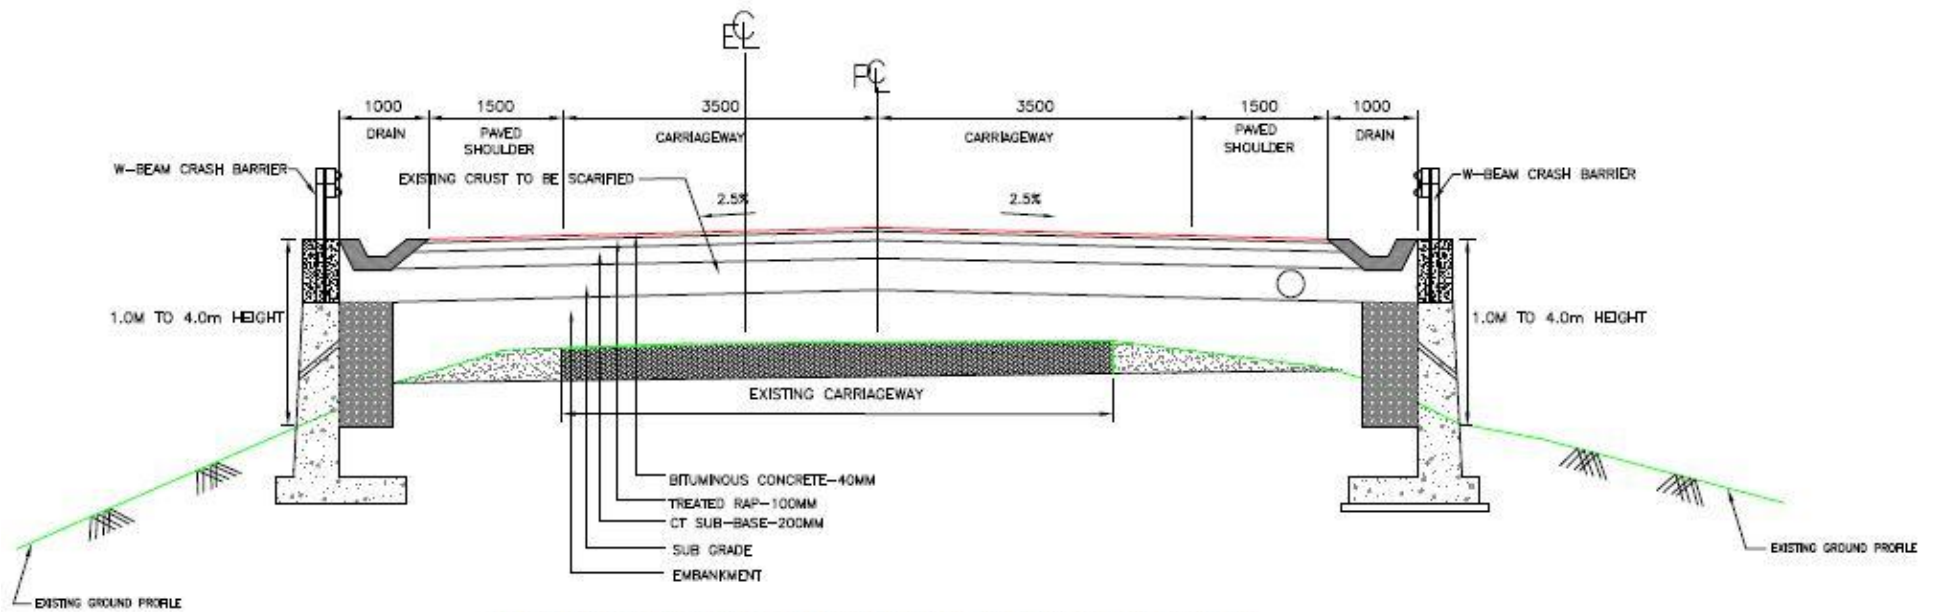 E℄
P℄
1000
1500
3500
3500
1500
1000
DRAIN
PAVED
SHOULDER
CARRIAGEWAY
CARRIAGEWAY
PAVED
SHOULDER
DRAIN
W-BEAM CRASH BARRIER
EXISTING CRUST TO BE SCARIFIED
W-BEAM CRASH BARRIER
2.5%
2.5%
1.0M TO 4.0m HEIGHT
1.0M TO 4.0m HEIGHT
EXISTING CARRIAGEWAY
BITUMINOUS CONCRETE-40MM
TREATED RAP-100MM
CT SUB-BASE-200MM
SUB GRADE
EMBANKMENT
EXISTING GROUND PROFILE
EXISTING GROUND PROFILE